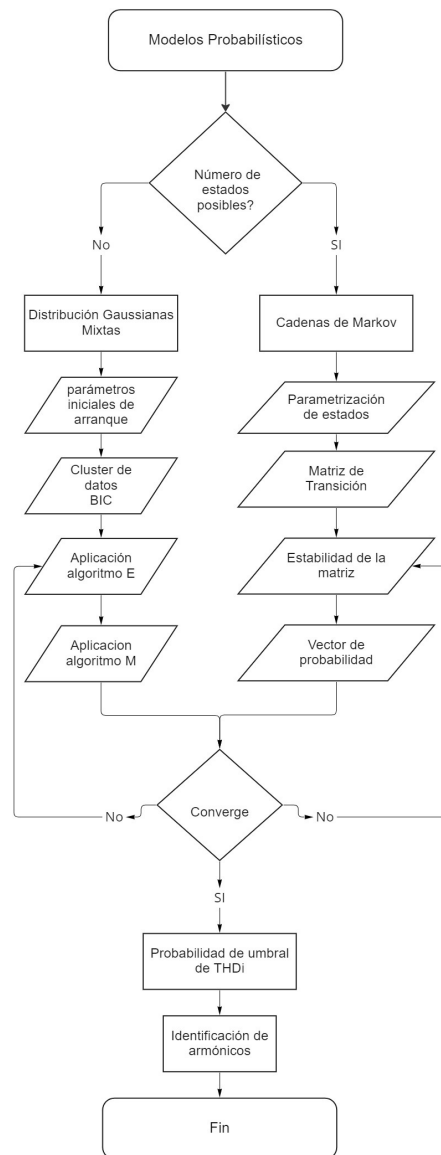 Modelos Probabilísticos
Número de
estados
posibles?
No
SI
Distribución Gaussianas
Mixtas
Cadenas de Markov
parámetros
iniciales de
arranque
Parametrización
de estados
Cluster de
datos
BIC
Matriz de
Transición
Aplicación
algoritmo E
Estabilidad de la
matriz
Aplicacion
algoritmo M
Vector de
probabilidad
Converge
No
No
SI
Probabilidad de umbral
de THDi
Identificación de
armónicos
Fin